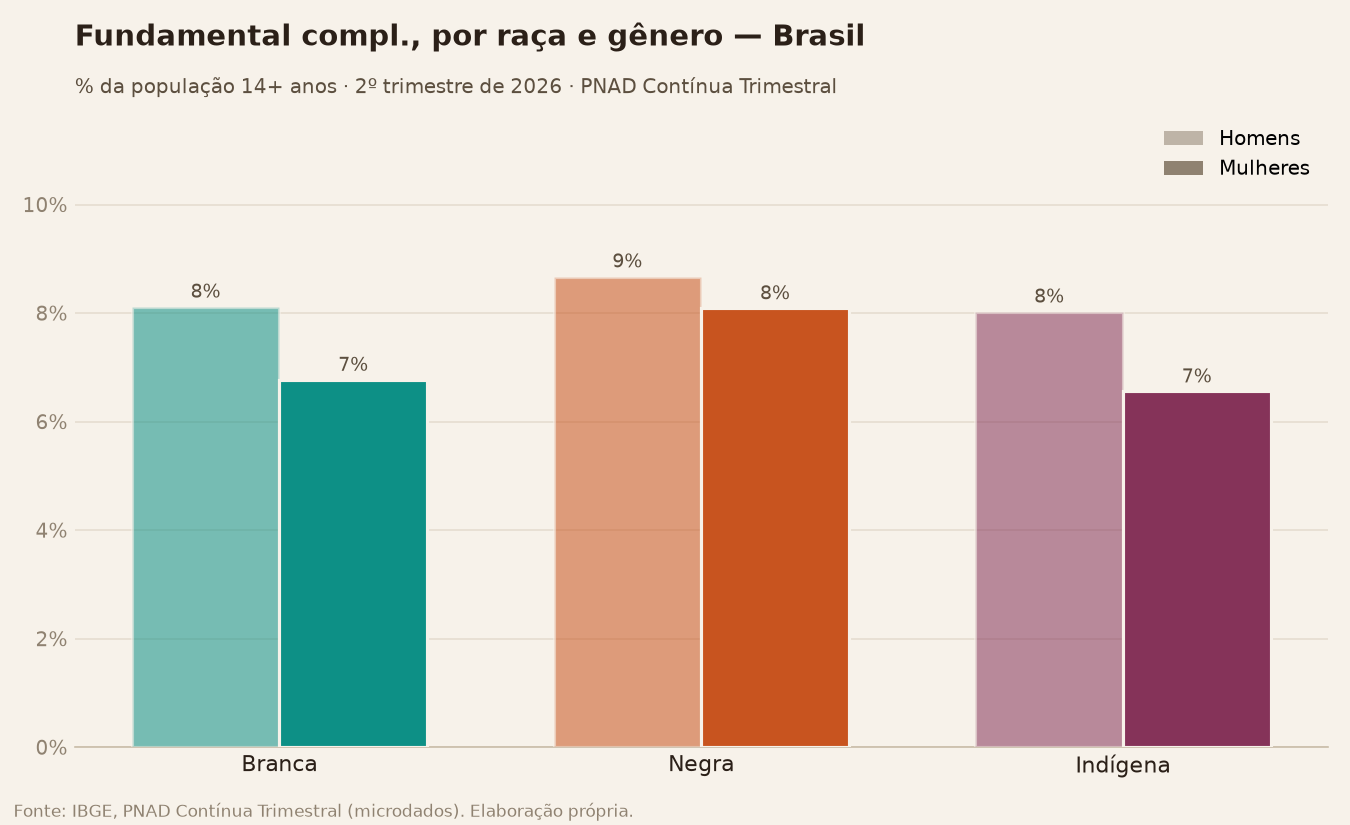 Fundamental compl., por raça e gênero — Brasil
% da população 14+ anos · 2º trimestre de 2026 · PNAD Contínua Trimestral
Homens
Mulheres
10%
8%
6%
4%
2%
0%
8%
7%
9%
8%
8%
7%
Branca
Negra
Indígena
Fonte: IBGE, PNAD Contínua Trimestral (microdados). Elaboração própria.